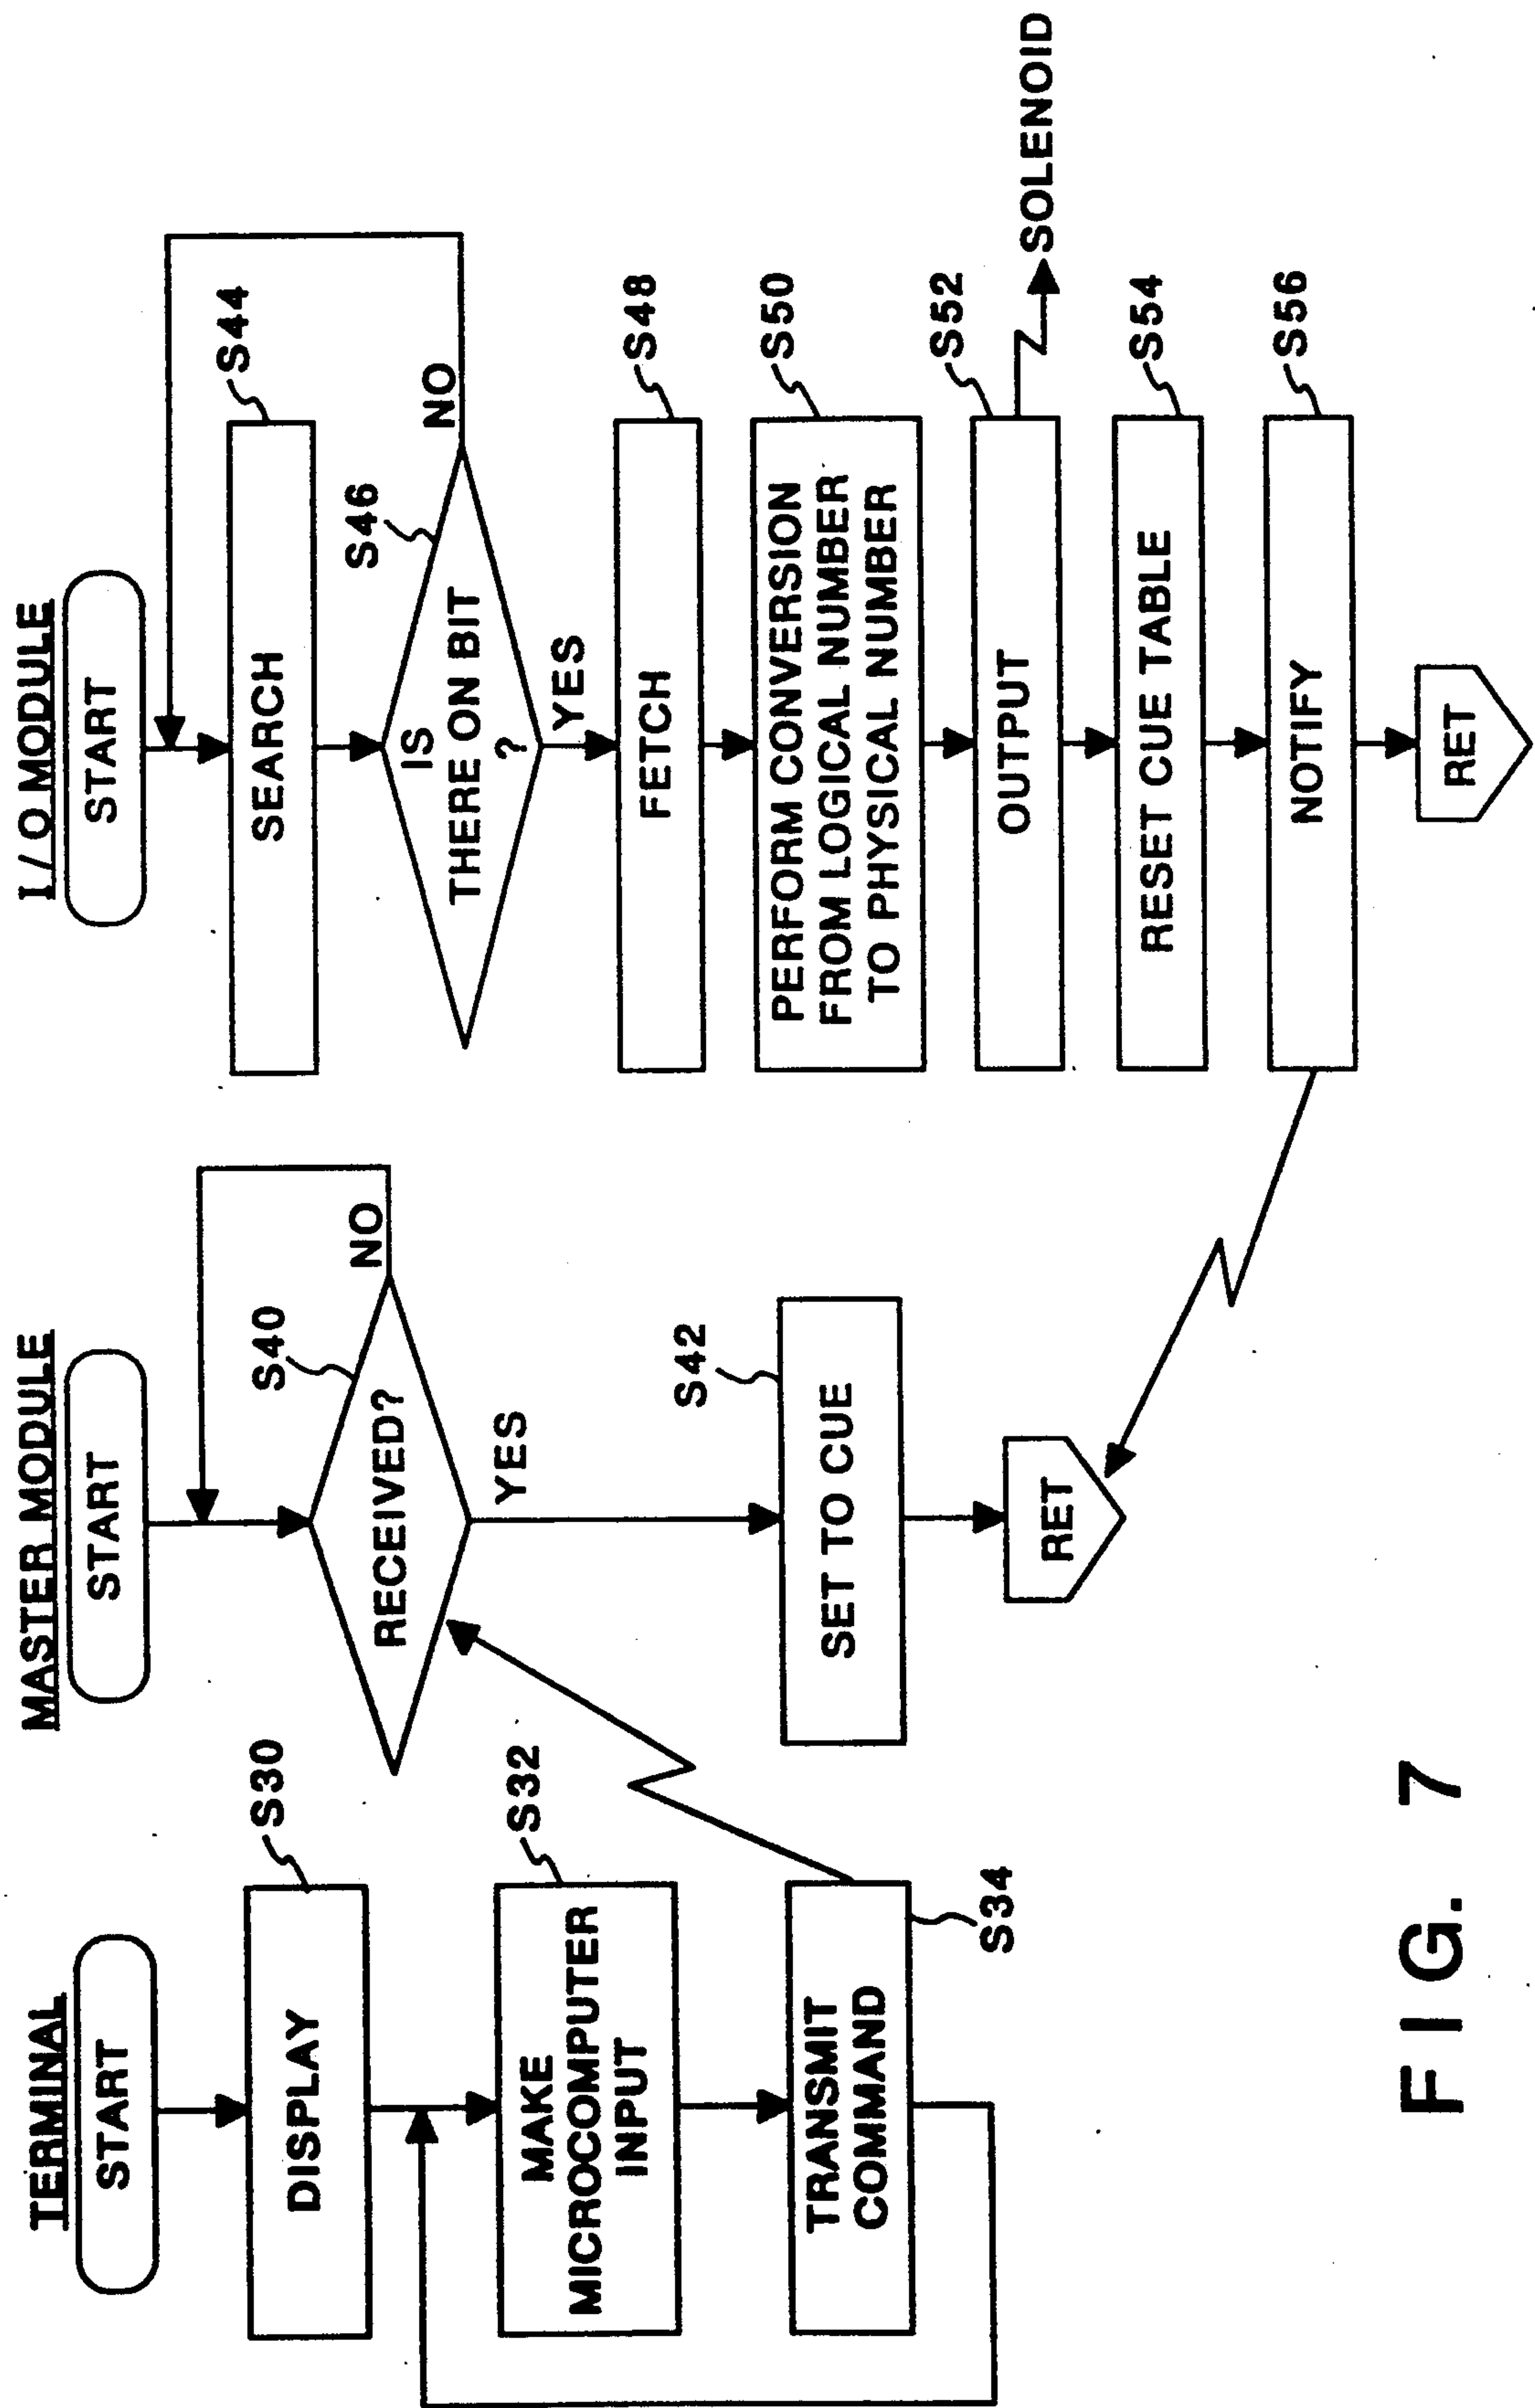 TERMINAL
START
DISPLAY
S30
MAKE
MICROCOMPUTER
INPUT
S32
TRANSMIT
COMMAND
S34
MASTER MODULE
START
RECEIVED?
S40
NO
YES
SET TO CUE
S42
RET
I/O MODULE
START
SEARCH
S44
IS
THERE ON BIT
?
S46
NO
YES
FETCH
S48
PERFORM CONVERSION
FROM LOGICAL NUMBER
TO PHYSICAL NUMBER
S50
OUTPUT
S52
SOLENOID
RESET CUE TABLE
S54
NOTIFY
S56
RET
FIG. 7